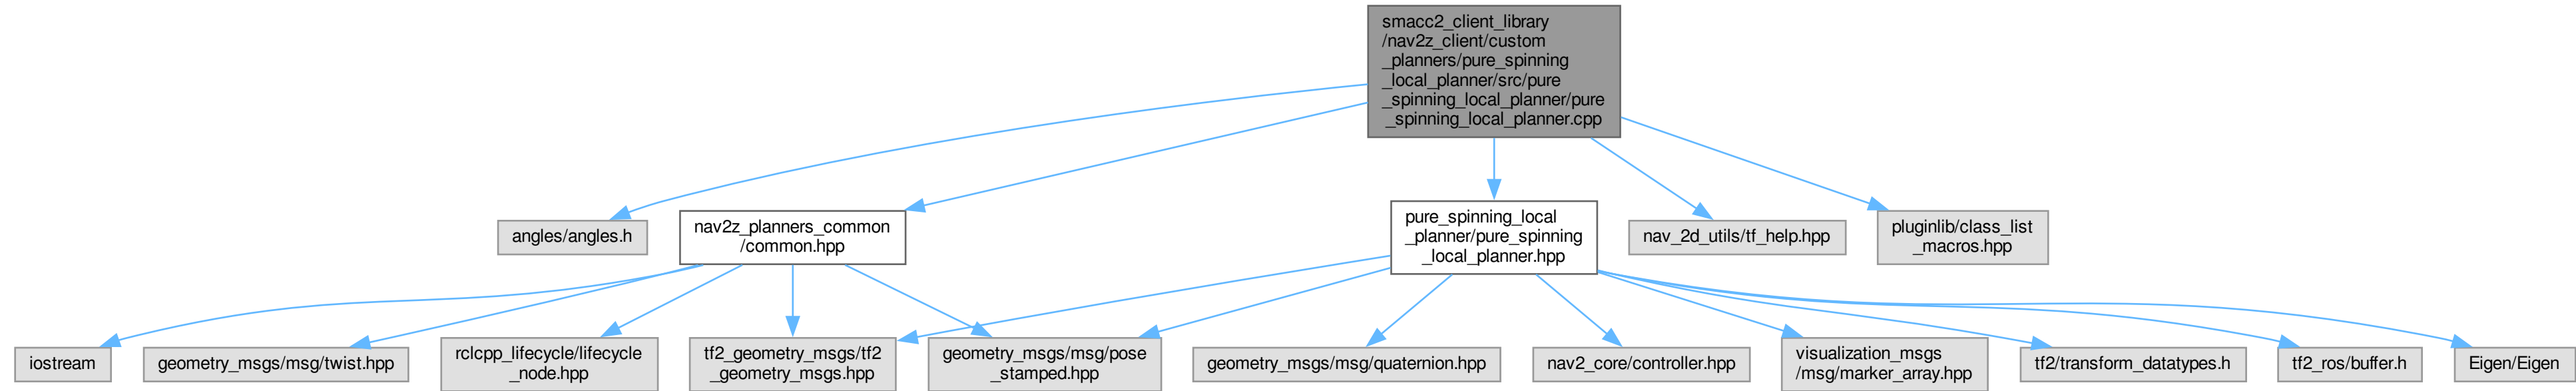 smacc2_client_library
/nav2z_client/custom
_planners/pure_spinning
_local_planner/src/pure
_spinning_local_planner/pure
_spinning_local_planner.cpp
angles/angles.h
nav2z_planners_common
/common.hpp
pure_spinning_local
_planner/pure_spinning
_local_planner.hpp
nav_2d_utils/tf_help.hpp
pluginlib/class_list
_macros.hpp
iostream
geometry_msgs/msg/twist.hpp
rclcpp_lifecycle/lifecycle
_node.hpp
tf2_geometry_msgs/tf2
_geometry_msgs.hpp
geometry_msgs/msg/pose
_stamped.hpp
geometry_msgs/msg/quaternion.hpp
nav2_core/controller.hpp
visualization_msgs
/msg/marker_array.hpp
tf2/transform_datatypes.h
tf2_ros/buffer.h
Eigen/Eigen